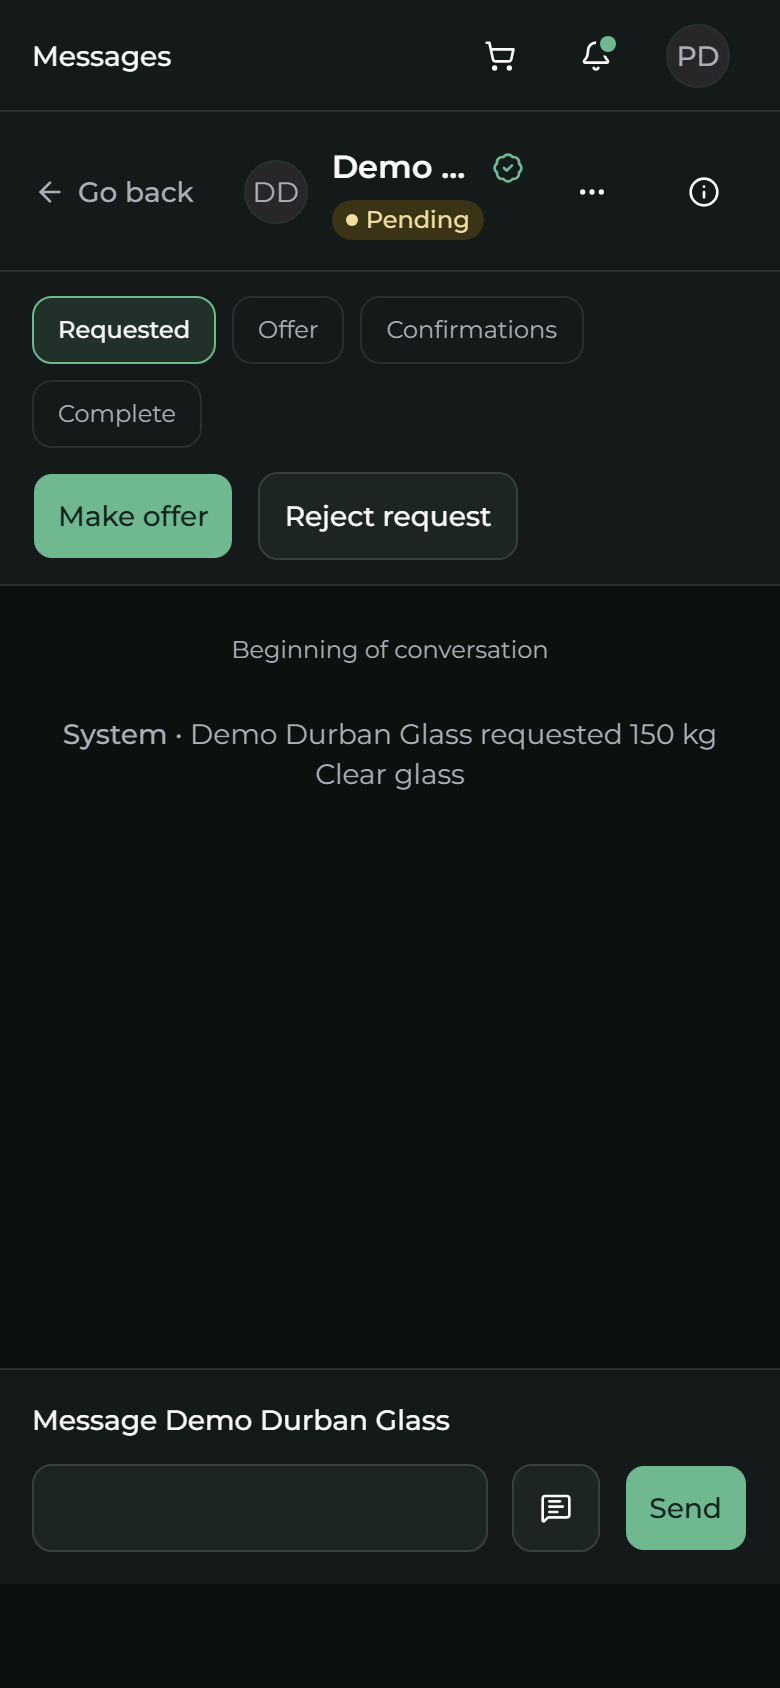 Messages
PD
Go back
DD
Demo ...
Pending
Requested
Offer
Confirmations
Complete
Make offer
Reject request
Beginning of conversation
System · Demo Durban Glass requested 150 kg
Clear glass
Message Demo Durban Glass
Send